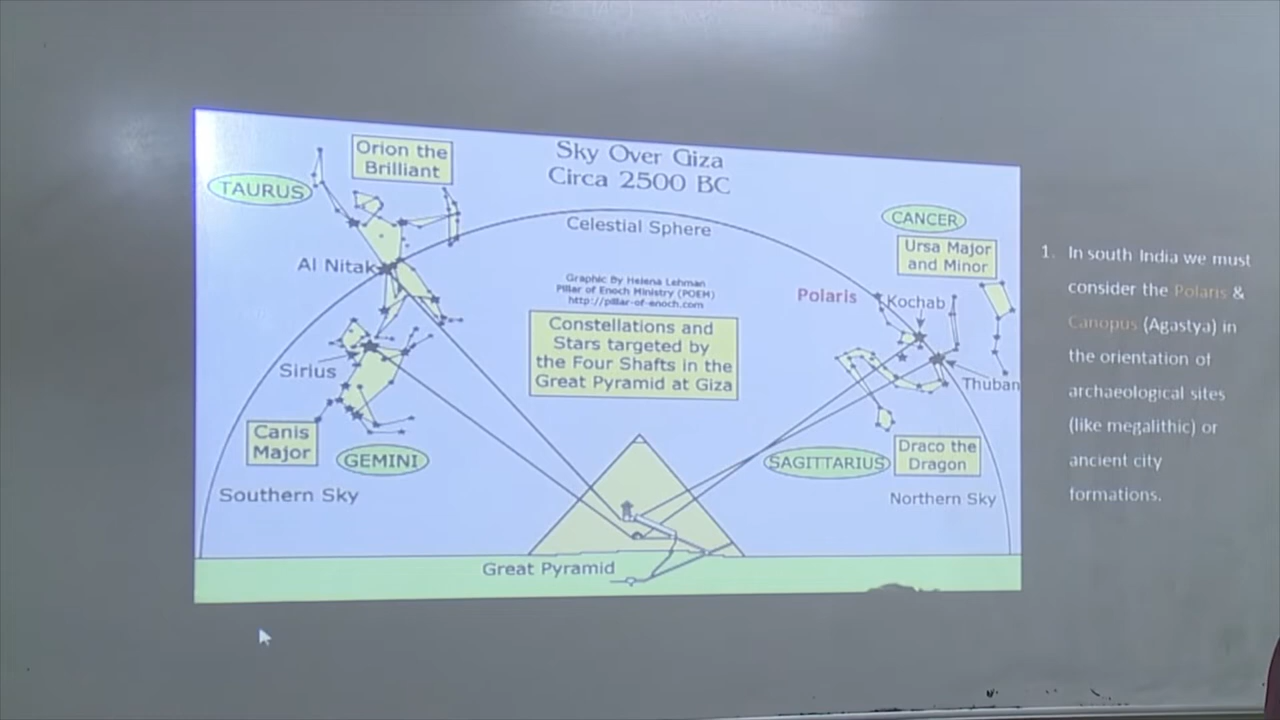 Sky Over Giza
Circa 2500 BC
Orion the
Brilliant
TAURUS
Celestial Sphere
CANCER
Ursa Major
and Minor
Al Nitak
Graphic By Helena Lehman
Pillar of Enoch Ministry (POEM)
http://pillar-of-enoch.com
Polaris
Kochab
Constellations and
Stars targeted by
the Four Shafts in the
Great Pyramid at Giza
Sirius
Thuban
Canis
Major
GEMINI
SAGITTARIUS
Draco the
Dragon
Southern Sky
Northern Sky
Great Pyramid
1. In south India we must
consider the Polaris &
Canopus (Agastya) in
the orientation of
archaeological sites
(like megalithic) or
ancient city
formations.